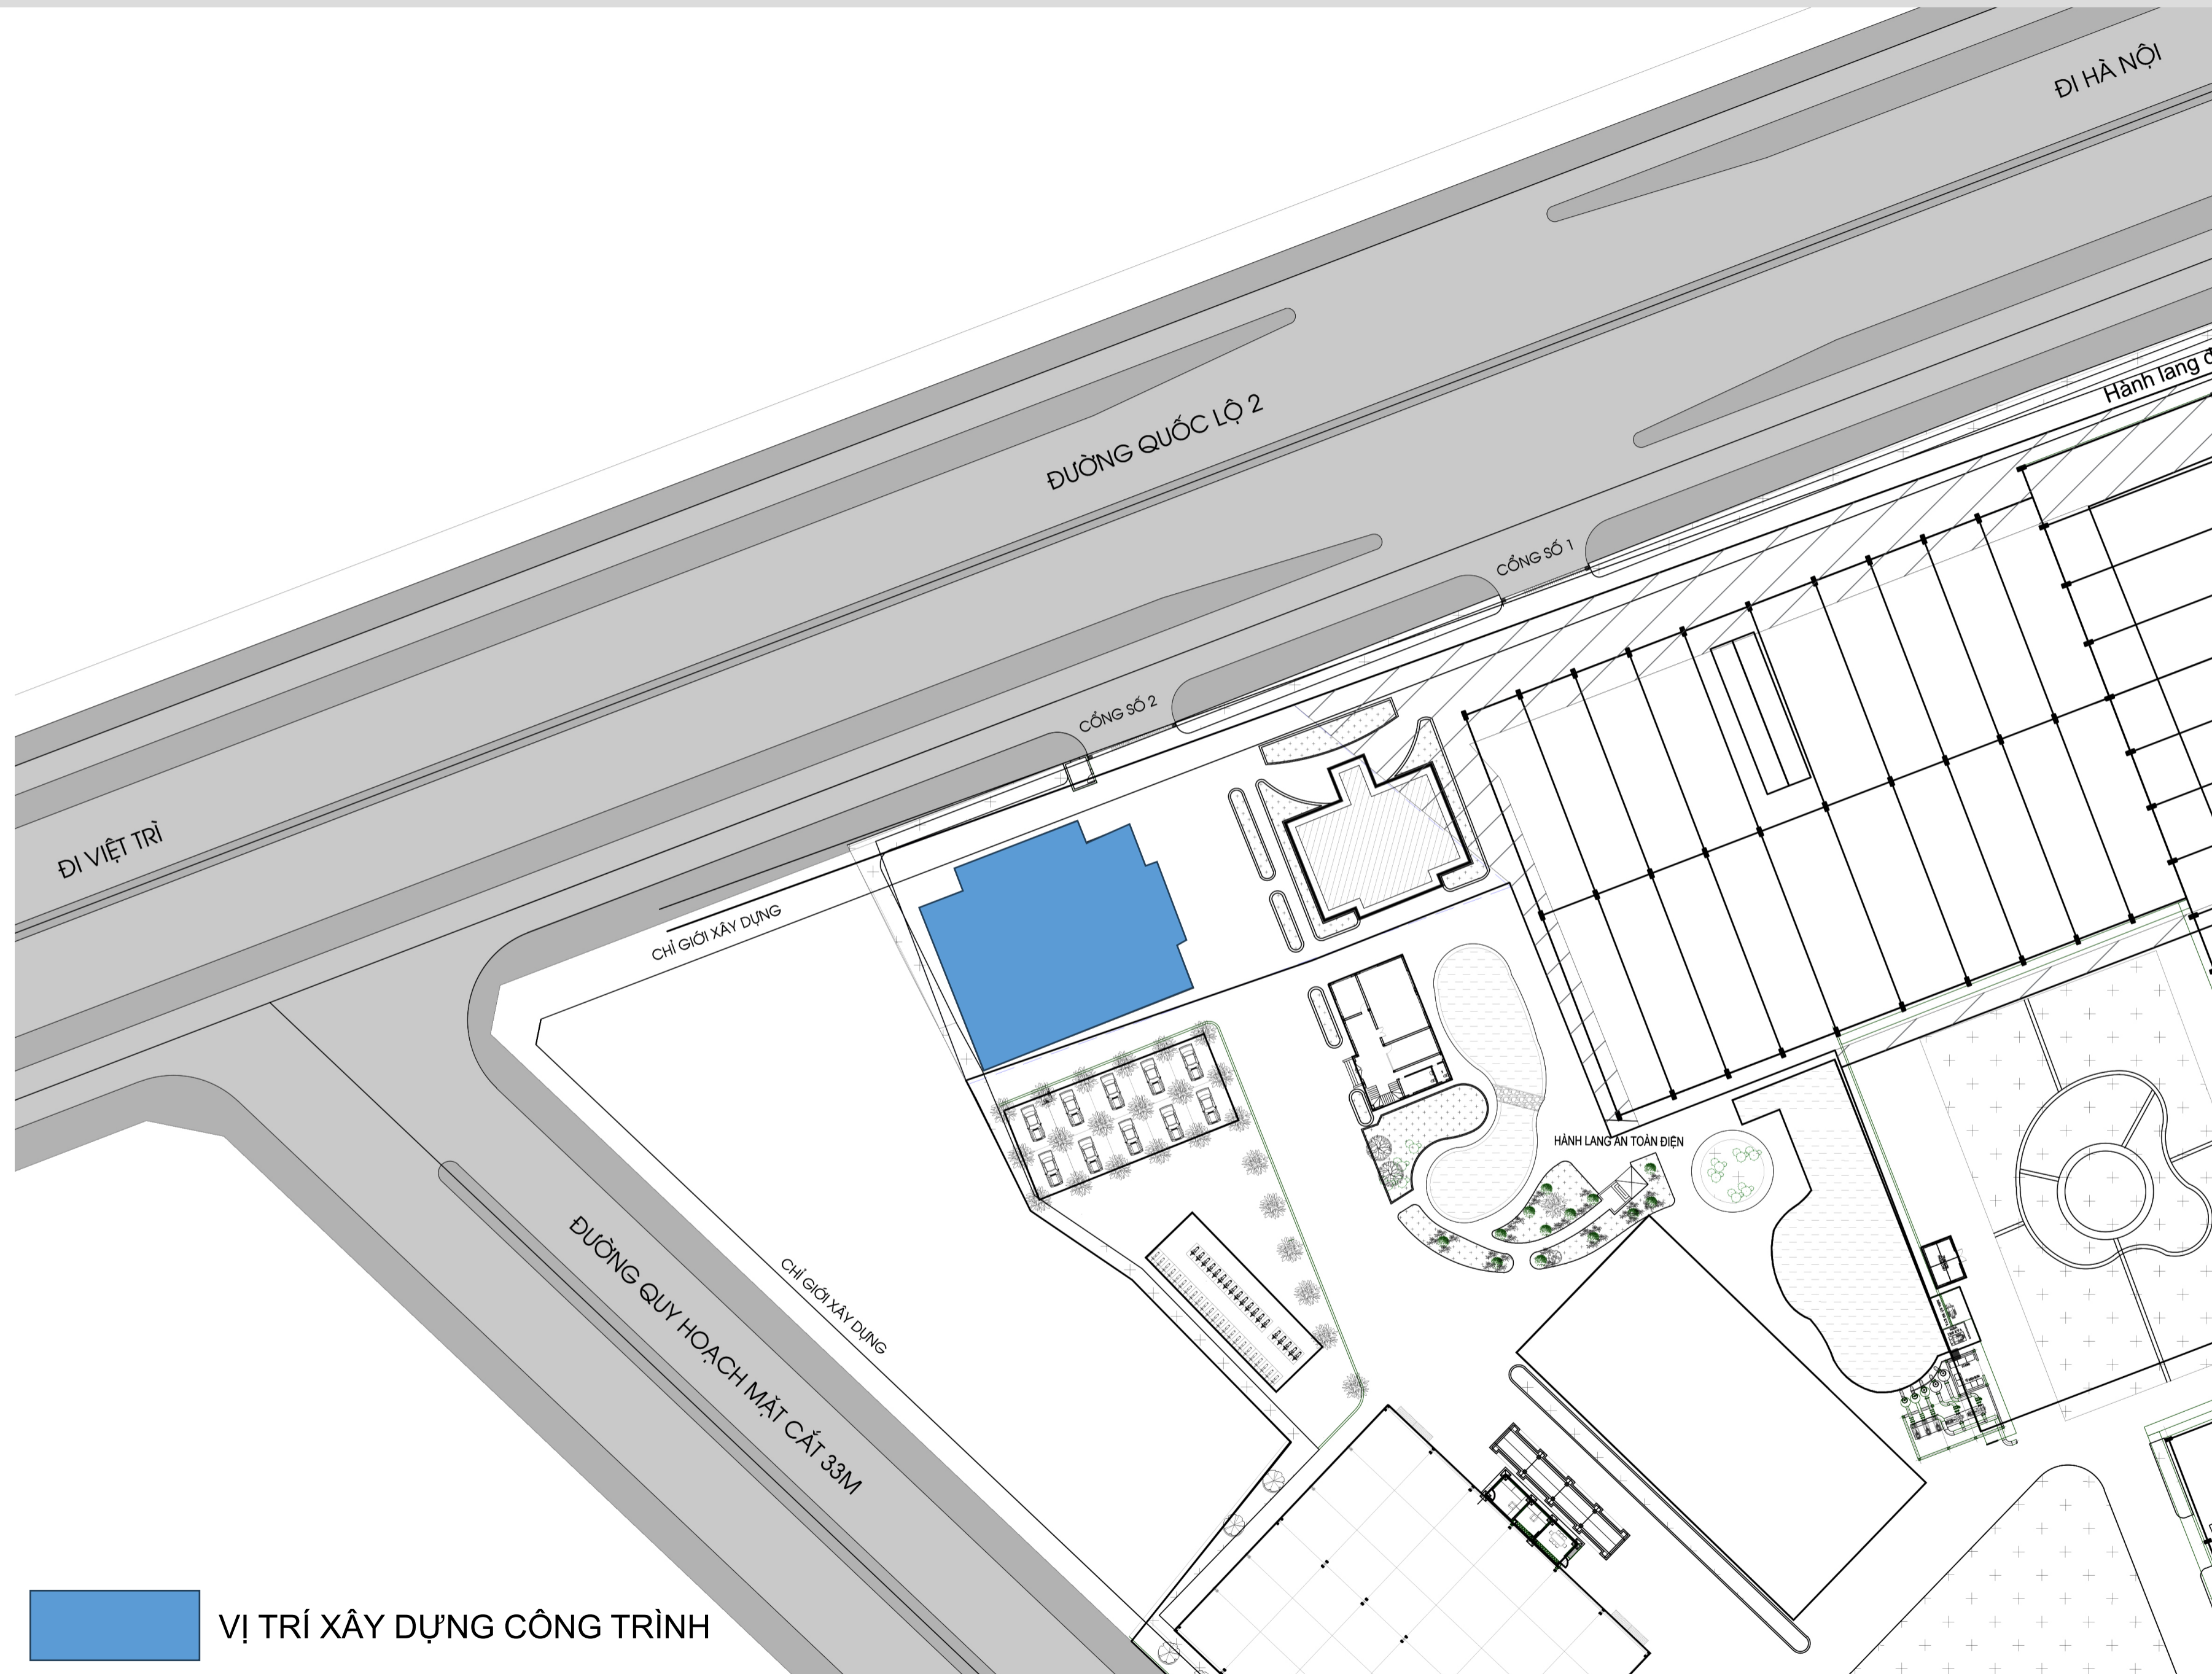 ĐI HÀ NỘI
Hành lang
ĐƯỜNG QUỐC LỘ 2
CỔNG SỐ 1
CỔNG SỐ 2
ĐI VIỆT TRÌ
CHỈ GIỚI XÂY DỰNG
HÀNH LANG AN TOÀN ĐIỆN
ĐƯỜNG QUY HOẠCH MẶT CẮT 33M
CHỈ GIỚI XÂY DỰNG
VỊ TRÍ XÂY DỰNG CÔNG TRÌNH